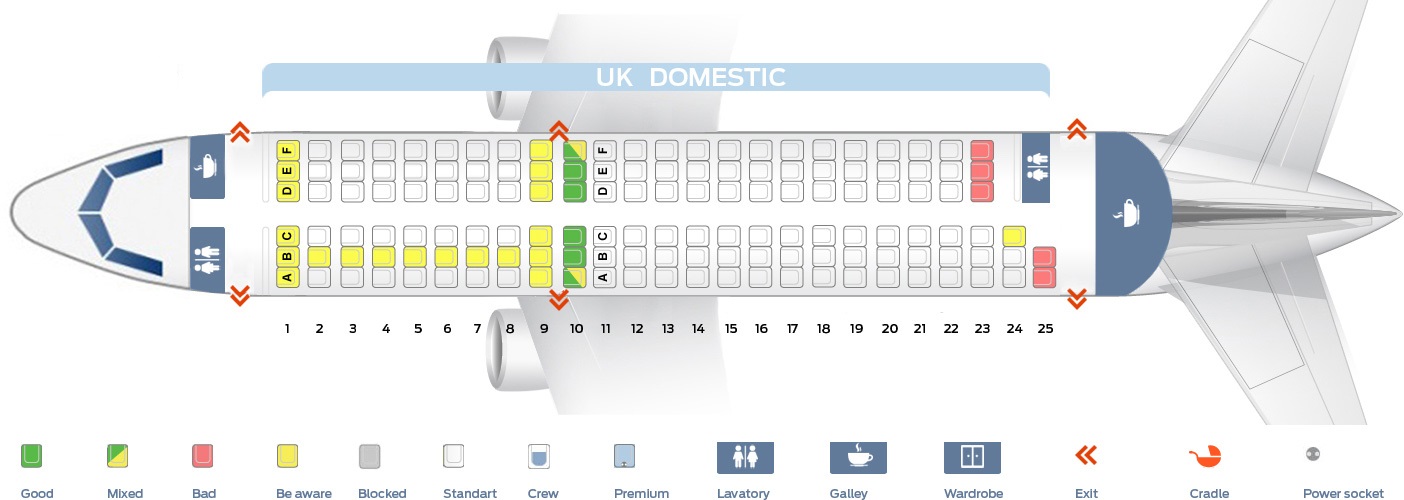 Good
Mixed
Bad
Be aware
Blocked
Standart
Crew
Premium
Lavatory
Galley
Wardrobe
Exit
Cradle
Power socket
A B C D E F
1
2
3
4
5
6
7
8
9
10
11
A B C D E F
12
13
14
15
16
17
18
19
20
21
22
23
24
25
UK DOMESTIC